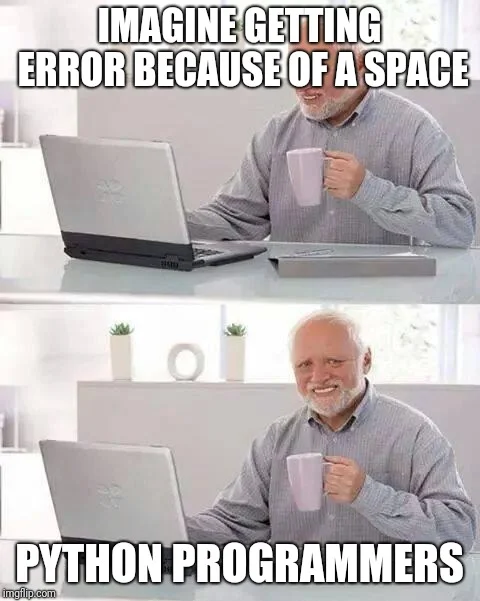 IMAGINE GETTING
ERROR BECAUSE OF A SPACE
PYTHON PROGRAMMERS
imgflip.com